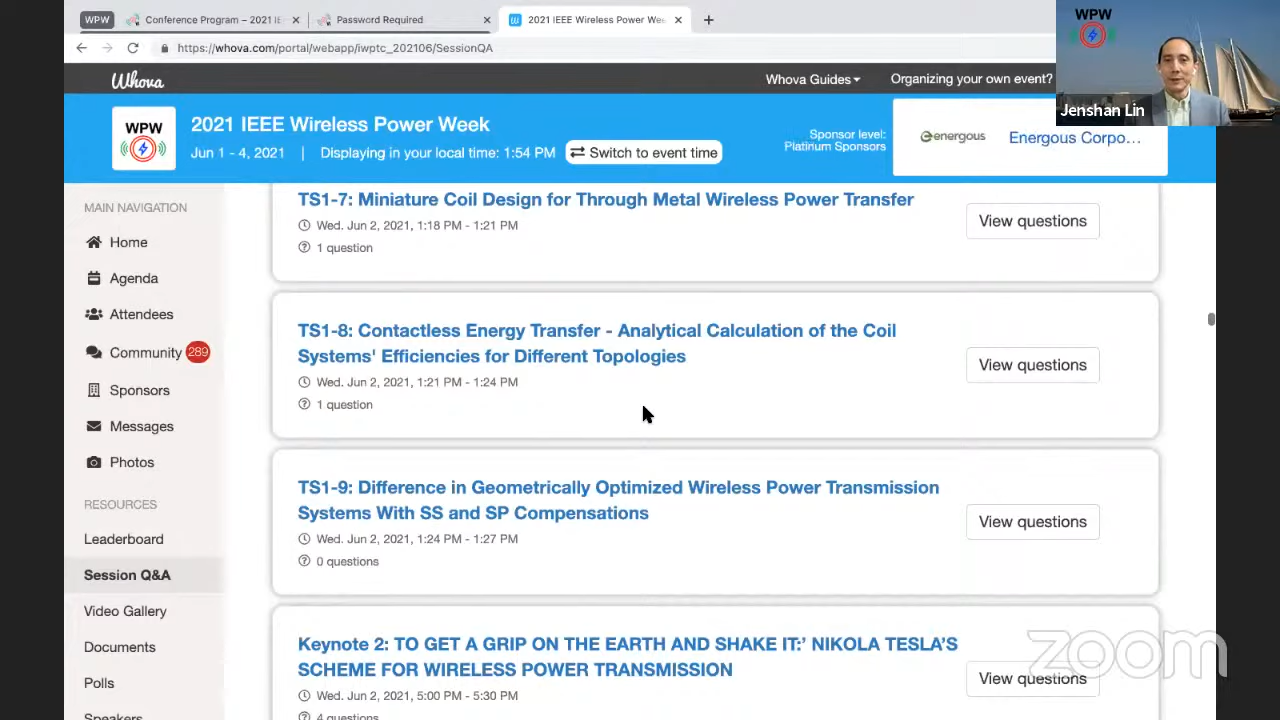 WPW
Conference Program – 2021 IE
Password Required
2021 IEEE Wireless Power We
https://whova.com/portal/webapp/iwptc_202106/SessionQA
WPW
Jenshan Lin
Whova
Whova Guides
Organizing your own event?
WPW
2021 IEEE Wireless Power Week
Jun 1 - 4, 2021 | Displaying in your local time: 1:54 PM
Switch to event time
Sponsor level:
Platinum Sponsors
energous
Energous Corpo...
MAIN NAVIGATION
Home
Agenda
Attendees
Community 289
Sponsors
Messages
Photos
RESOURCES
Leaderboard
Session Q&A
Video Gallery
Documents
Polls
Speakers
TS1-7: Miniature Coil Design for Through Metal Wireless Power Transfer
Wed. Jun 2, 2021, 1:18 PM - 1:21 PM
1 question
View questions
TS1-8: Contactless Energy Transfer - Analytical Calculation of the Coil
Systems' Efficiencies for Different Topologies
Wed. Jun 2, 2021, 1:21 PM - 1:24 PM
1 question
View questions
TS1-9: Difference in Geometrically Optimized Wireless Power Transmission
Systems With SS and SP Compensations
Wed. Jun 2, 2021, 1:24 PM - 1:27 PM
0 questions
View questions
Keynote 2: TO GET A GRIP ON THE EARTH AND SHAKE IT:’ NIKOLA TESLA’S
SCHEME FOR WIRELESS POWER TRANSMISSION
Wed. Jun 2, 2021, 5:00 PM - 5:30 PM
4 questions
View questions
zoom